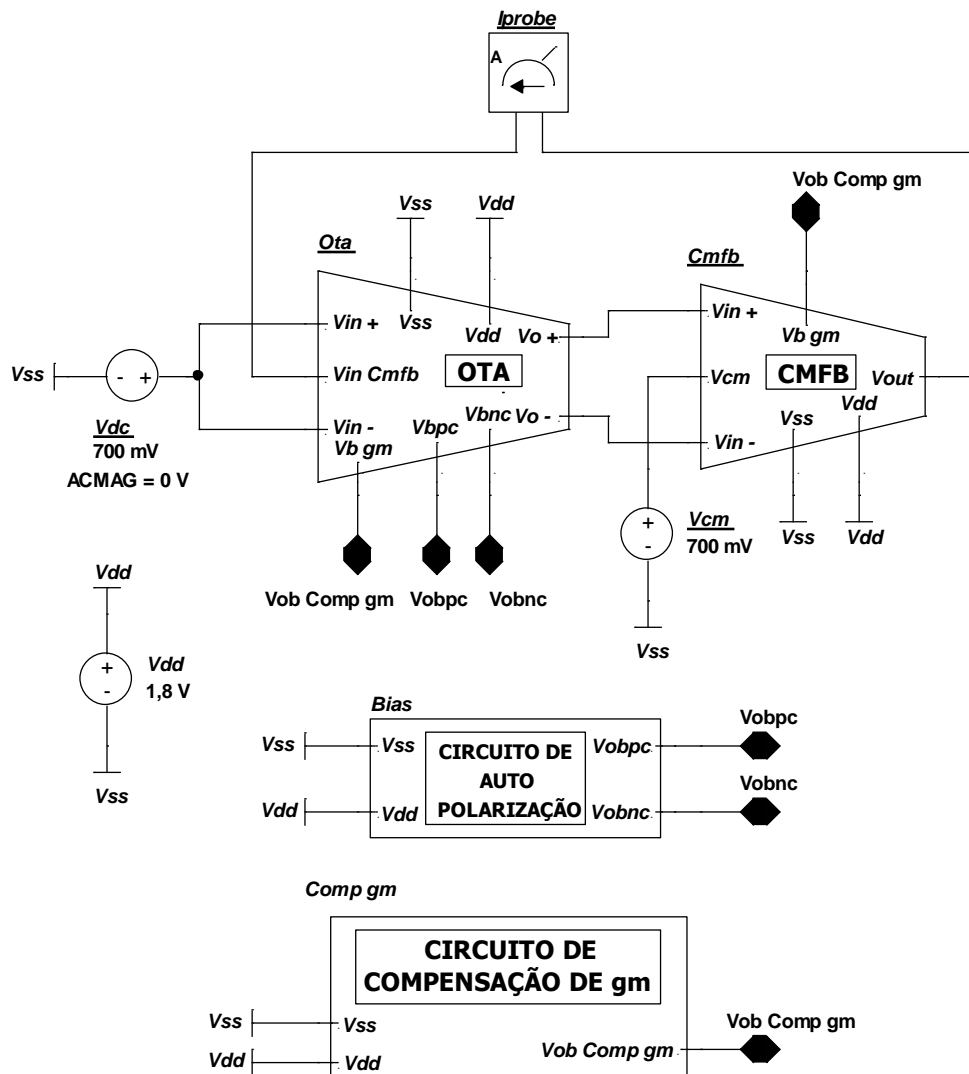 Iprobe
A
Vob Comp gm
Vss
Vdd
Ota
Cmfb
Vin +
Vss
Vdd
Vo +
Vin +
Vb gm
Vss
Vin Cmfb
OTA
Vcm
CMFB
Vout
- +
Vdc
700 mV
ACMAG = 0 V
Vin -
Vb gm
Vbpc
Vbnc
Vo -
Vin -
Vss
Vdd
+
-
Vcm
700 mV
Vss
Vdd
Vob Comp gm
Vobpc
Vobnc
Vss
Vdd
+
-
Vdd
1,8 V
Vss
Bias
Vss
Vss
CIRCUITO DE
AUTO
POLARIZAÇÃO
Vobpc
Vobpc
Vdd
Vdd
Vobnc
Vobnc
Comp gm
CIRCUITO DE
COMPENSAÇÃO DE gm
Vss
Vss
Vob Comp gm
Vob Comp gm
Vdd
Vdd